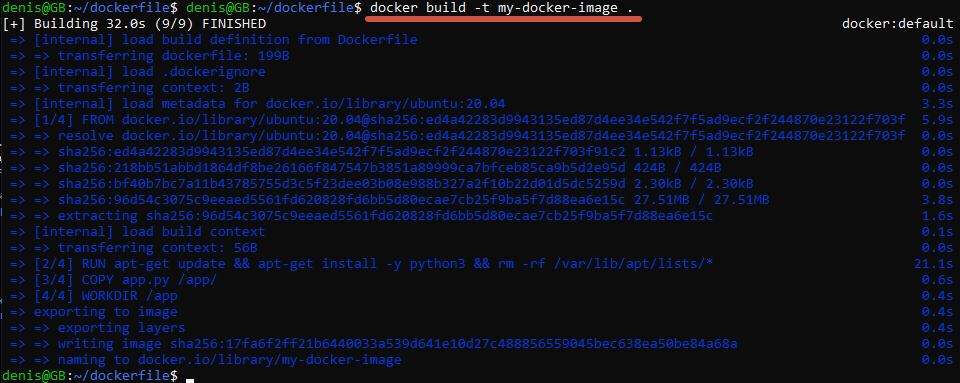 denis@GB:~/dockerfile$ denis@GB:~/dockerfile$ docker build -t my-docker-image .
[+] Building 32.0s (9/9) FINISHED docker:default
=> [internal] load build definition from Dockerfile 0.0s
=> => transferring dockerfile: 199B 0.0s
=> [internal] load .dockerignore 0.0s
=> => transferring context: 2B 0.0s
=> [internal] load metadata for docker.io/library/ubuntu:20.04 3.3s
=> [1/4] FROM docker.io/library/ubuntu:20.04@sha256:ed4a42283d9943135ed87d4ee34e542f7f5ad9ecf2f244870e23122f703f 5.9s
=> => resolve docker.io/library/ubuntu:20.04@sha256:ed4a42283d9943135ed87d4ee34e542f7f5ad9ecf2f244870e23122f703f 0.0s
=> => sha256:ed4a42283d9943135ed87d4ee34e542f7f5ad9ecf2f244870e23122f703f91c2 1.13kB / 1.13kB 0.0s
=> => sha256:218bb51abbd1864df8be26166f847547b3851a89999ca7bfceb85ca9b5d2e95d 424B / 424B 0.0s
=> => sha256:bf40b7bc7a11b43785755d3c5f23dee03b08e988b327a2f10b22d01d5dc5259d 2.30kB / 2.30kB 0.0s
=> => sha256:96d54c3075c9eeaed5561fd620828fd6bb5d80ecae7cb25f9ba5f7d88ea6e15c 27.51MB / 27.51MB 3.8s
=> => extracting sha256:96d54c3075c9eeaed5561fd620828fd6bb5d80ecae7cb25f9ba5f7d88ea6e15c 1.6s
=> [internal] load build context 0.1s
=> => transferring context: 56B 0.0s
=> [2/4] RUN apt-get update && apt-get install -y python3 && rm -rf /var/lib/apt/lists/* 21.1s
=> [3/4] COPY app.py /app/ 0.6s
=> [4/4] WORKDIR /app 0.4s
=> exporting to image 0.4s
=> => exporting layers 0.4s
=> => writing image sha256:17fa6f2ff21b6440033a539d641e10d27c488856559045bec638ea50be84a68a 0.0s
=> => naming to docker.io/library/my-docker-image 0.0s
denis@GB:~/dockerfile$